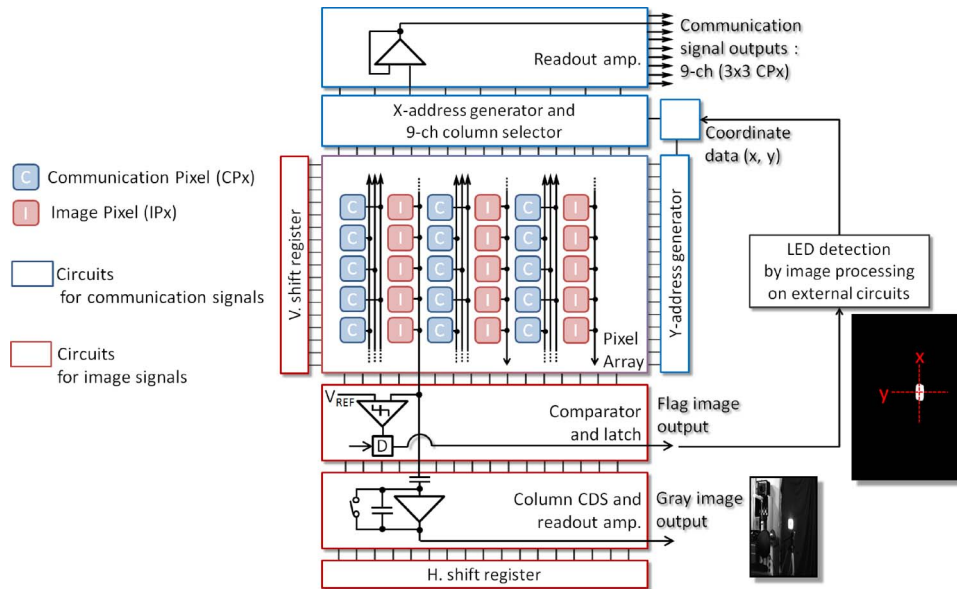 Readout amp.
Communication
signal outputs :
9-ch (3x3 CPx)
X-address generator and
9-ch column selector
Coordinate
data (x, y)
C Communication Pixel (CPx)
I Image Pixel (IPx)
Circuits
for communication signals
Circuits
for image signals
V. shift register
C I C I C I
C I C I C I
C I C I C I
C I C I C I
C I C I C I
Pixel
Array
Y-address generator
LED detection
by image processing
on external circuits
x
y
VREF
D
Comparator
and latch
Flag image
output
Column CDS and
readout amp.
Gray image
output
H. shift register